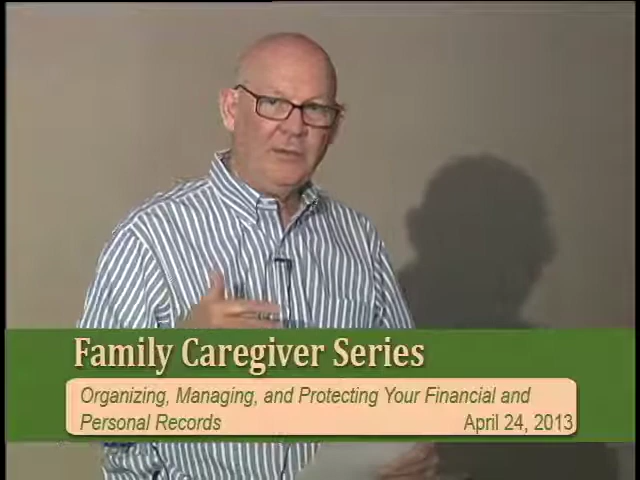 Family Caregiver Series
Organizing, Managing, and Protecting Your Financial and
Personal Records April 24, 2013